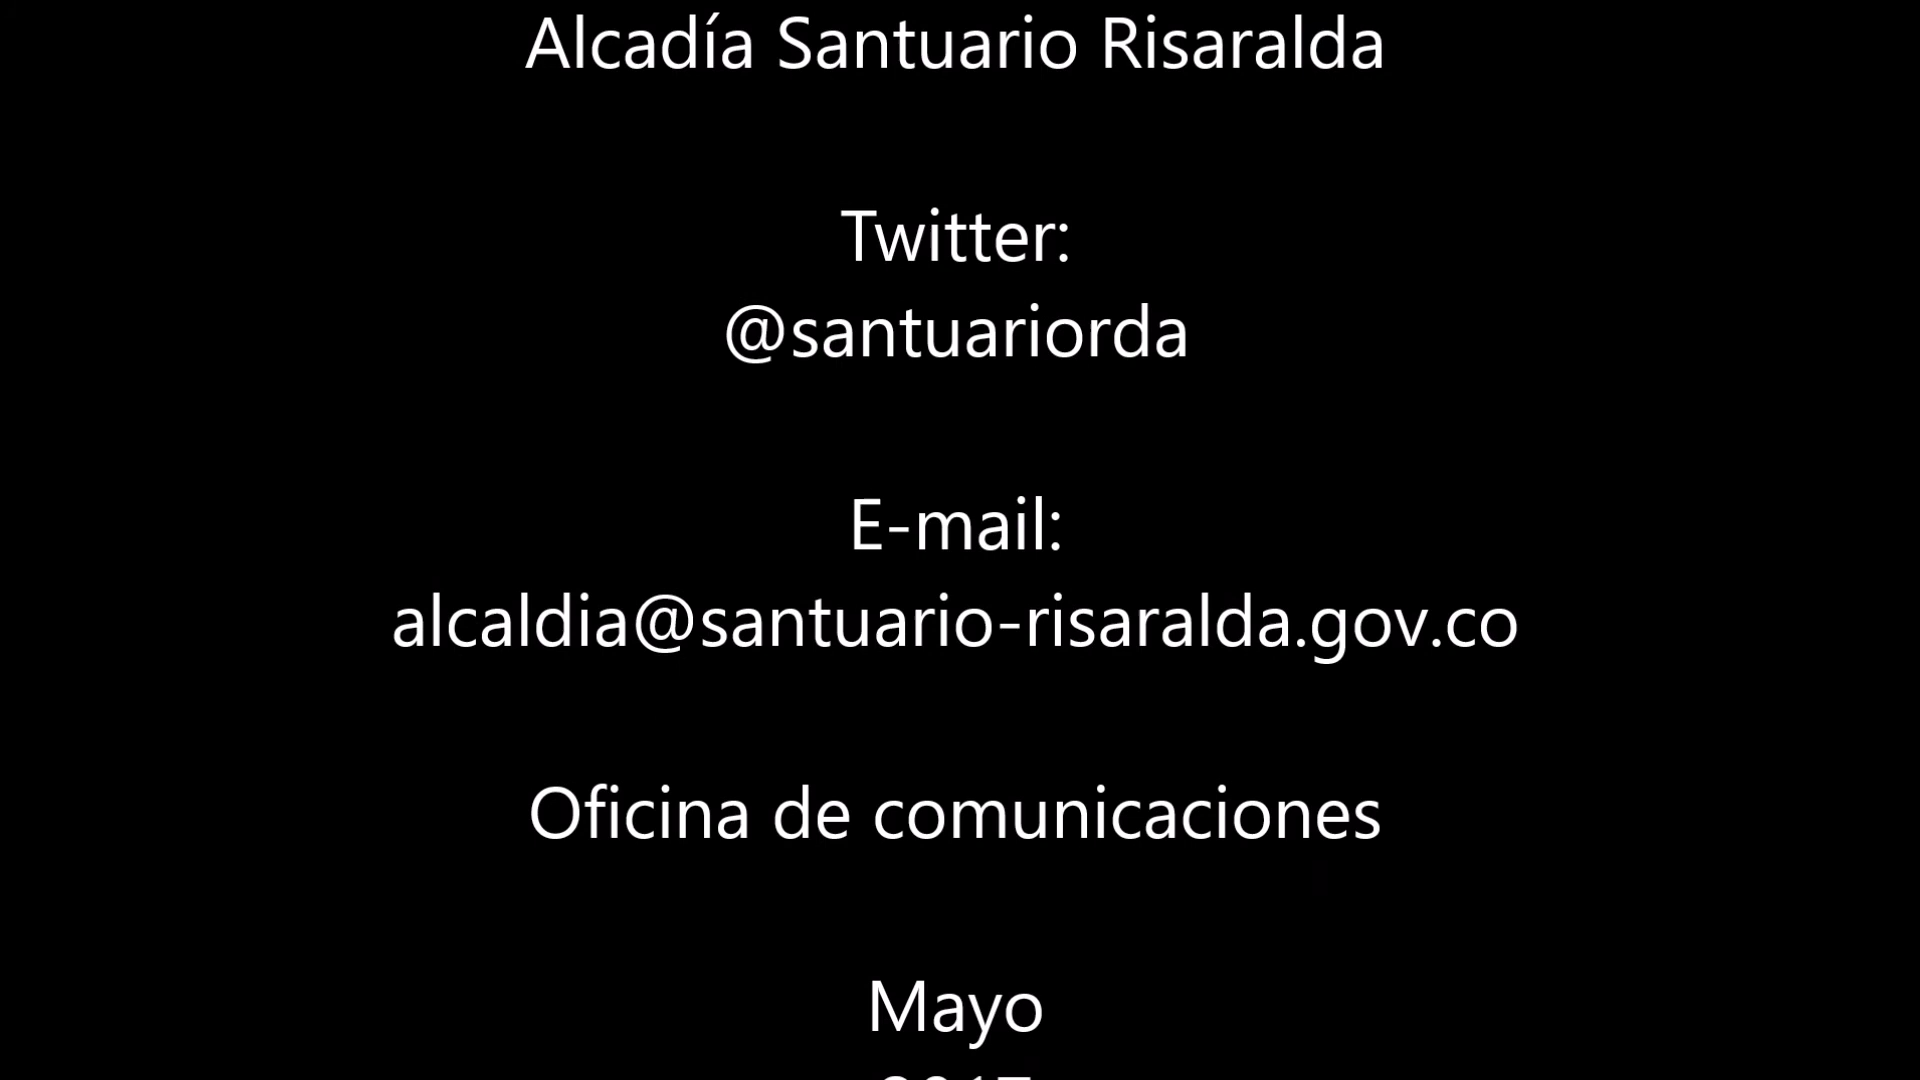 Alcadía Santuario Risaralda
Twitter:
@santuariorda
E-mail:
alcaldia@santuario-risaralda.gov.co
Oficina de comunicaciones
Mayo